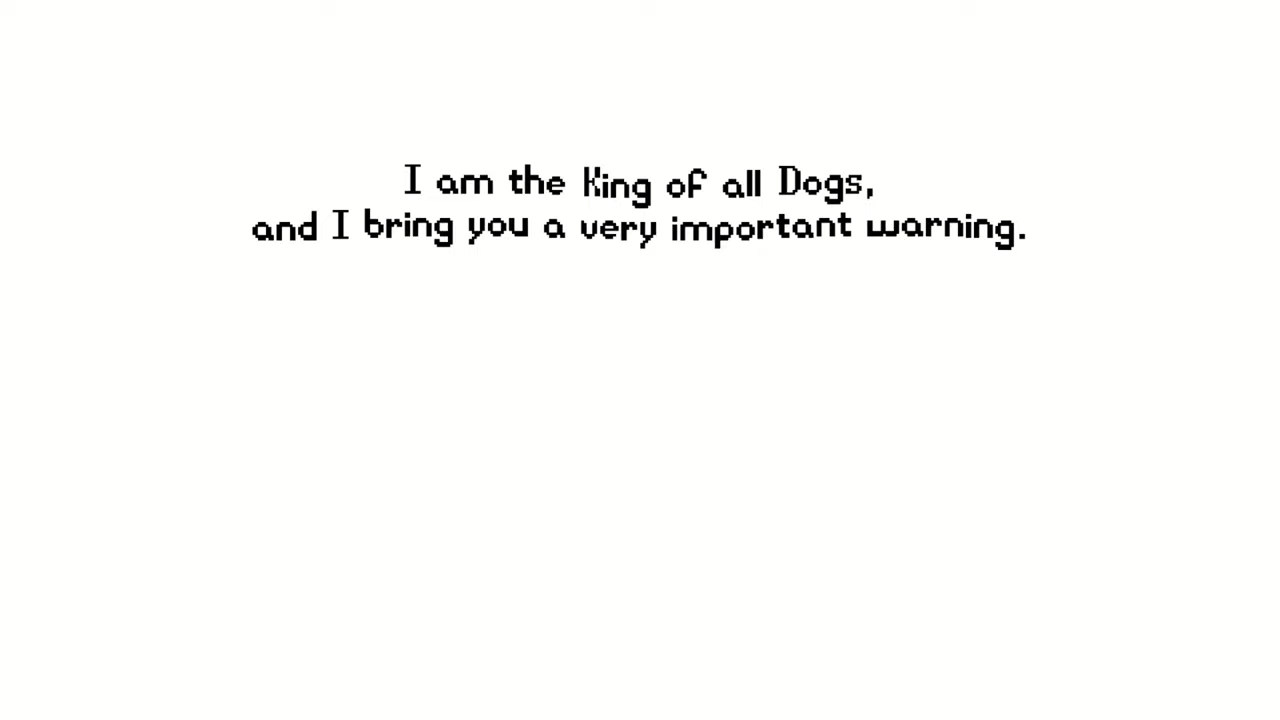 I am the King of all Dogs,
and I bring you a very important warning.